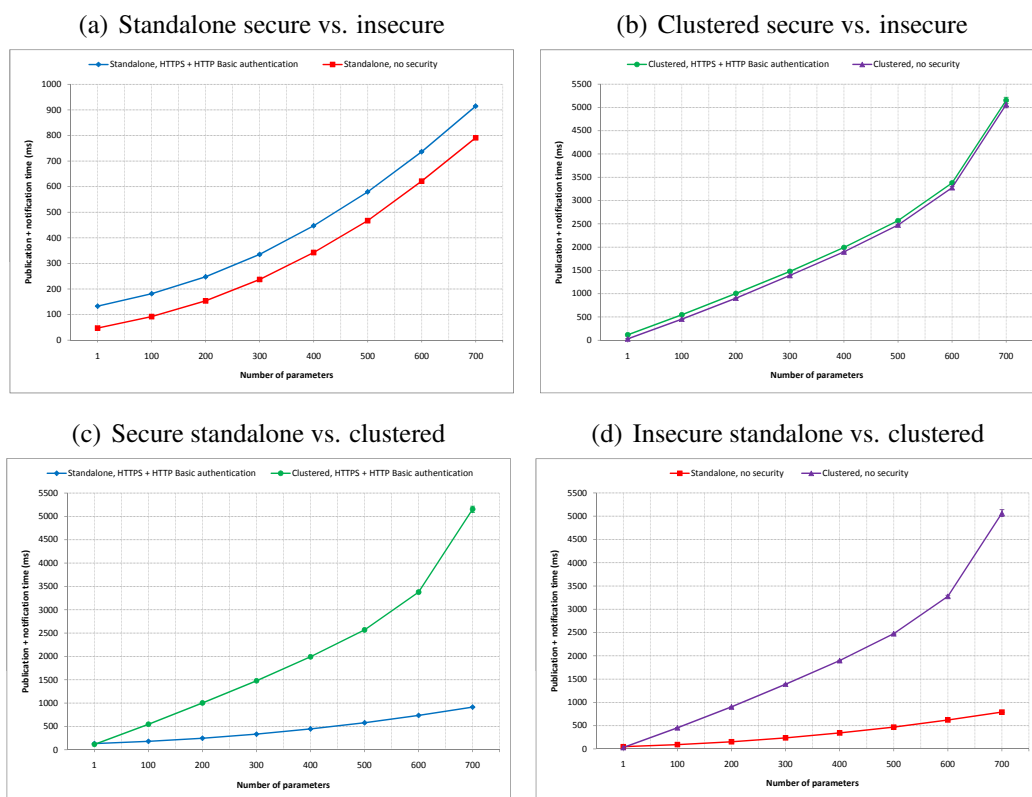 (a) Standalone secure vs. insecure
Standalone, HTTPS + HTTP Basic authentication
Standalone, no security
1000
900
800
700
600
500
400
300
200
100
0
Publication + notification time (ms)
1 100 200 300 400 500 600 700
Number of parameters
(b) Clustered secure vs. insecure
Clustered, HTTPS + HTTP Basic authentication
Clustered, no security
5500
5000
4500
4000
3500
3000
2500
2000
1500
1000
500
0
Publication + notification time (ms)
1 100 200 300 400 500 600 700
Number of parameters
(c) Secure standalone vs. clustered
Standalone, HTTPS + HTTP Basic authentication
Clustered, HTTPS + HTTP Basic authentication
5500
5000
4500
4000
3500
3000
2500
2000
1500
1000
500
0
Publication + notification time (ms)
1 100 200 300 400 500 600 700
Number of parameters
(d) Insecure standalone vs. clustered
Standalone, no security
Clustered, no security
5500
5000
4500
4000
3500
3000
2500
2000
1500
1000
500
0
Publication + notification time (ms)
1 100 200 300 400 500 600 700
Number of parameters